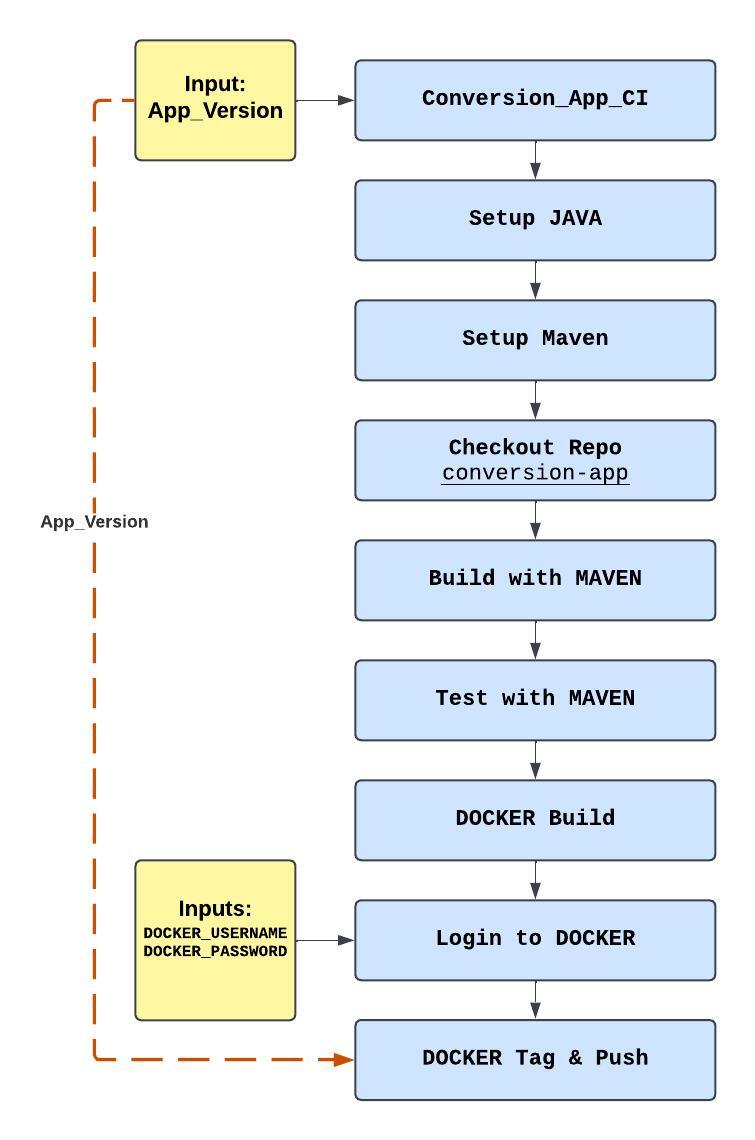 Input:
App_Version
Conversion_App_CI
Setup JAVA
Setup Maven
Checkout Repo
conversion-app
App_Version
Build with MAVEN
Test with MAVEN
DOCKER Build
Inputs:
DOCKER_USERNAME
DOCKER_PASSWORD
Login to DOCKER
DOCKER Tag & Push